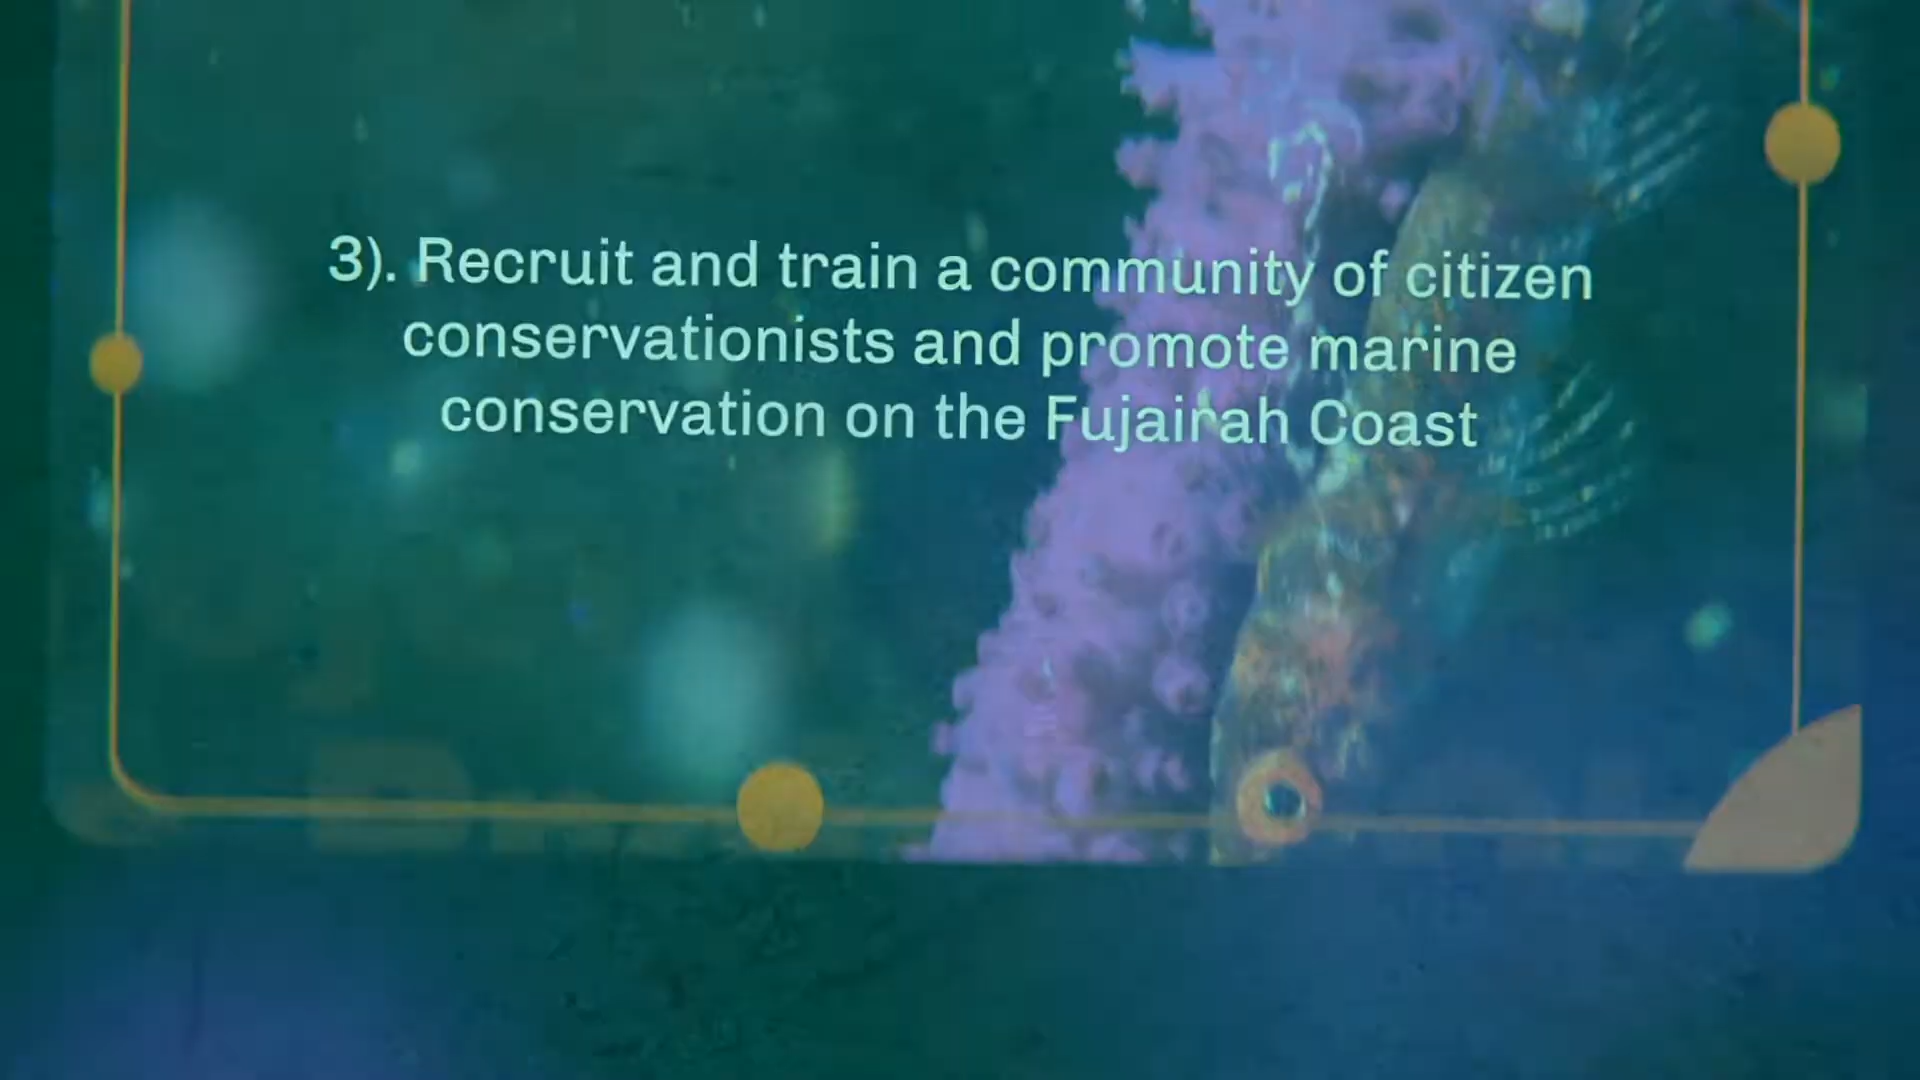 3). Recruit and train a community of citizen
conservationists and promote marine
conservation on the Fujairah Coast